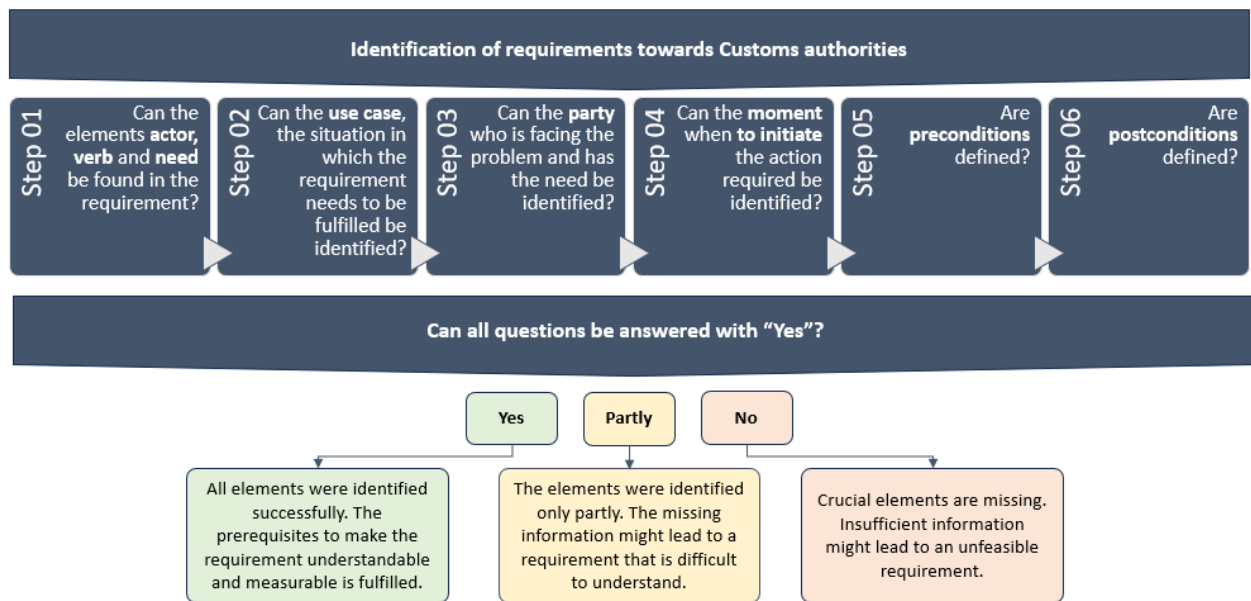 Identification of requirements towards Customs authorities
Step 01
Can the
elements actor,
verb and need
be found in the
requirement?
Step 02
Can the use case,
the situation in
which the
requirement
needs to be
fulfilled be
identified?
Step 03
Can the party
who is facing the
problem and has
the need be
identified?
Step 04
Can the moment
when to initiate
the action
required be
identified?
Step 05
Are
preconditions
defined?
Step 06
Are
postconditions
defined?
Can all questions be answered with “Yes”?
Yes
Partly
No
All elements were identified
successfully. The
prerequisites to make the
requirement understandable
and measurable is fulfilled.
The elements were identified
only partly. The missing
information might lead to a
requirement that is difficult
to understand.
Crucial elements are missing.
Insufficient information
might lead to an unfeasible
requirement.